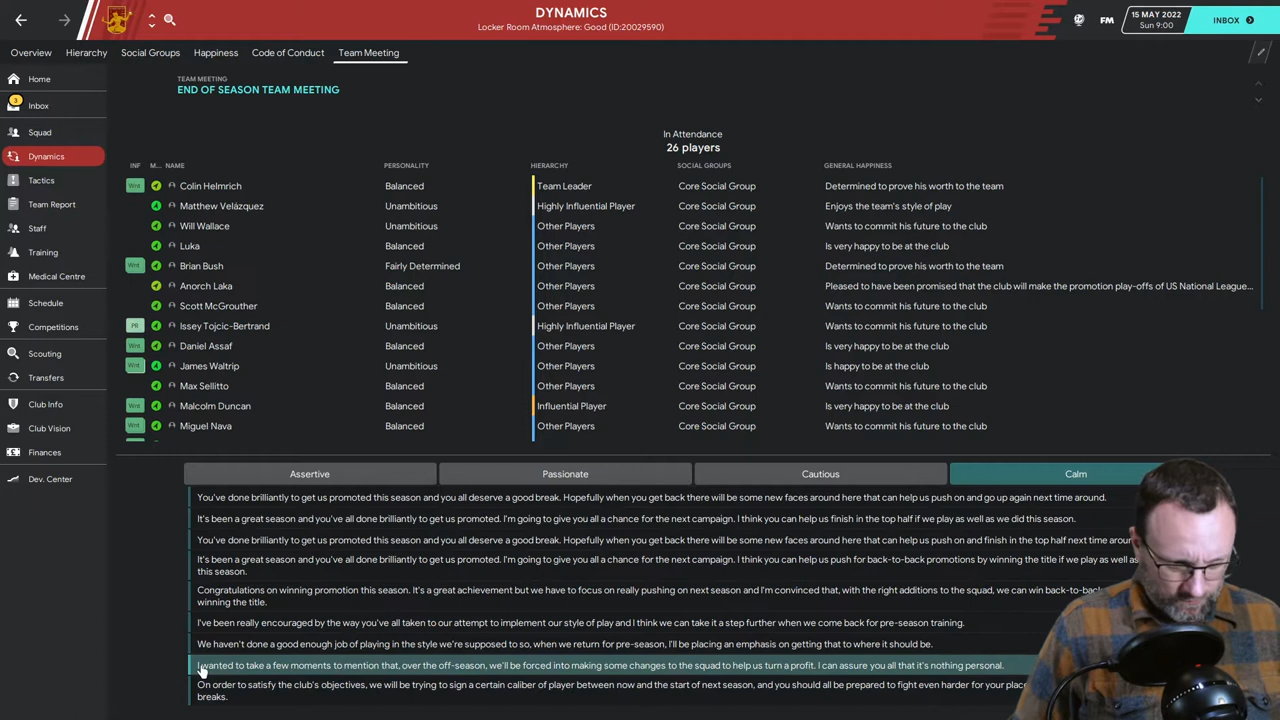 DYNAMICS
Locker Room Atmosphere: Good (ID:20029590)
FM
15 MAY 2022
Sun 9:00
INBOX
Overview Hierarchy Social Groups Happiness Code of Conduct Team Meeting
Home
3
Inbox
Squad
Dynamics
Tactics
Team Report
Staff
Training
Medical Centre
Schedule
Competitions
Scouting
Transfers
Club Info
Club Vision
Finances
Dev. Center
TEAM MEETING
END OF SEASON TEAM MEETING
In Attendance
26 players
INF M... NAME PERSONALITY HIERARCHY SOCIAL GROUPS GENERAL HAPPINESS
Wnt Colin Helmrich Balanced Team Leader Core Social Group Determined to prove his worth to the team
Matthew Velázquez Unambitious Highly Influential Player Core Social Group Enjoys the team's style of play
Will Wallace Unambitious Other Players Core Social Group Wants to commit his future to the club
Luka Balanced Other Players Core Social Group Is very happy to be at the club
Wnt Brian Bush Fairly Determined Other Players Core Social Group Determined to prove his worth to the team
Anorch Laka Balanced Other Players Core Social Group Pleased to have been promised that the club will make the promotion play-offs of US National League...
Scott McGrouther Balanced Other Players Core Social Group Wants to commit his future to the club
PR Issey Tojcic-Bertrand Unambitious Highly Influential Player Core Social Group Wants to commit his future to the club
Wnt Daniel Assaf Balanced Other Players Core Social Group Is very happy to be at the club
Wnt James Waltrip Unambitious Other Players Core Social Group Is happy to be at the club
Max Sellitto Balanced Other Players Core Social Group Wants to commit his future to the club
Wnt Malcolm Duncan Balanced Influential Player Core Social Group Is very happy to be at the club
Wnt Miguel Nava Balanced Other Players Core Social Group Wants to commit his future to the club
Assertive Passionate Cautious Calm
You've done brilliantly to get us promoted this season and you all deserve a good break. Hopefully when you get back there will be some new faces around here that can help us push on and go up again next time around.
It's been a great season and you've all done brilliantly to get us promoted. I'm going to give you all a chance for the next campaign. I think you can help us finish in the top half if we play as well as we did this season.
You've done brilliantly to get us promoted this season and you all deserve a good break. Hopefully when you get back there will be some new faces around here that can help us push on and finish in the top half next time around
It's been a great season and you've all done brilliantly to get us promoted. I'm going to give you all a chance for the next campaign. I think you can help us push for back-to-back promotions by winning the title if we play as well as
this season.
Congratulations on winning promotion this season. It's a great achievement but we have to focus on really pushing on next season and I'm convinced that, with the right additions to the squad, we can win back-to-back
winning the title.
I've been really encouraged by the way you've all taken to our attempt to implement our style of play and I think we can take it a step further when we come back for pre-season training.
We haven't done a good enough job of playing in the style we're supposed to so, when we return for pre-season, I'll be placing an emphasis on getting that to where it should be.
I wanted to take a few moments to mention that, over the off-season, we'll be forced into making some changes to the squad to help us turn a profit. I can assure you all that it's nothing personal.
On order to satisfy the club's objectives, we will be trying to sign a certain caliber of player between now and the start of next season, and you should all be prepared to fight even harder for your place
breaks.